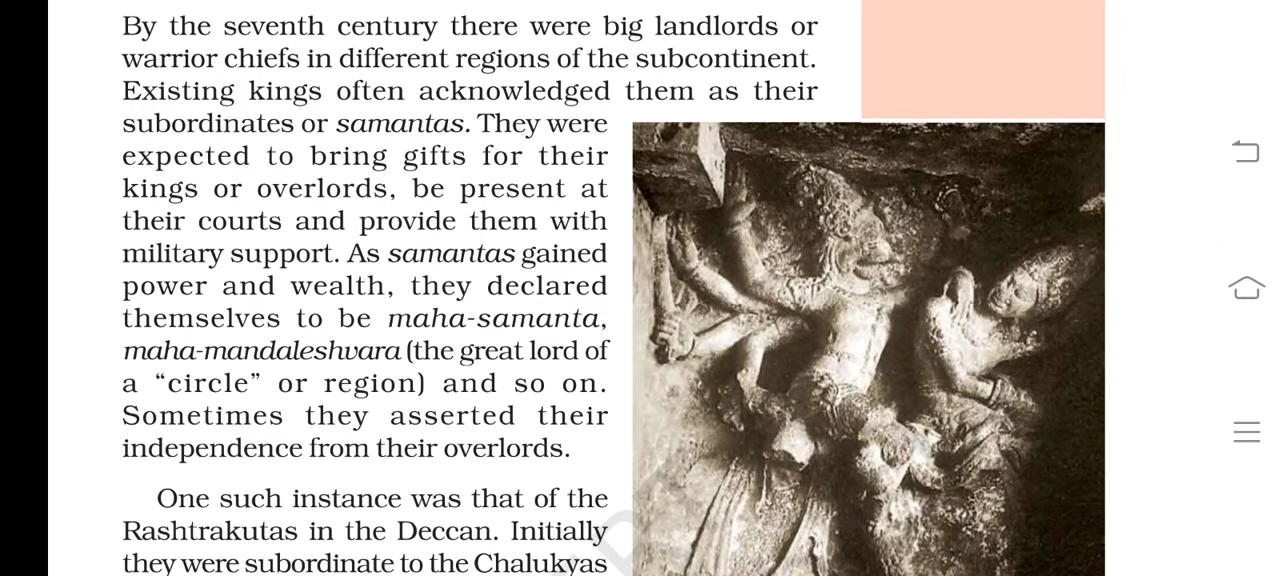 By the seventh century there were big landlords or
warrior chiefs in different regions of the subcontinent.
Existing kings often acknowledged them as their
subordinates or samantas. They were
expected to bring gifts for their
kings or overlords, be present at
their courts and provide them with
military support. As samantas gained
power and wealth, they declared
themselves to be maha-samanta,
maha-mandaleshvara (the great lord of
a “circle” or region) and so on.
Sometimes they asserted their
independence from their overlords.
One such instance was that of the
Rashtrakutas in the Deccan. Initially
they were subordinate to the Chalukyas